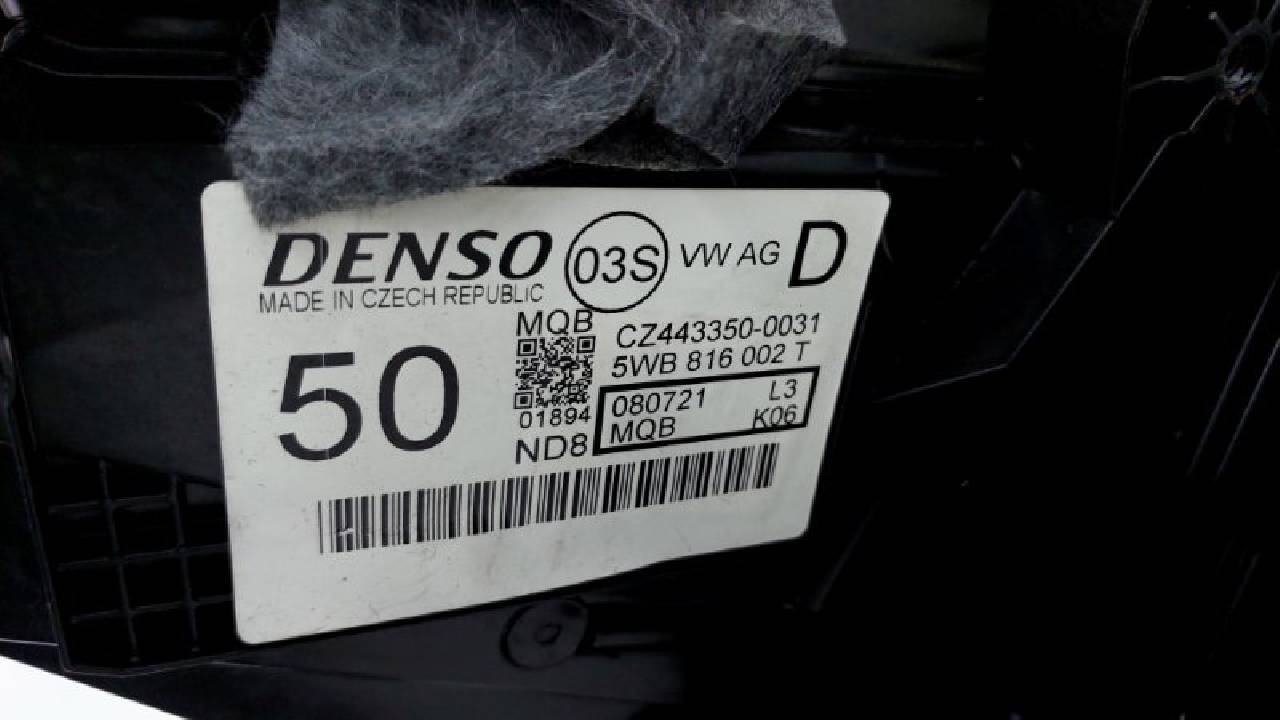 DENSO 03S VW AG D
MADE IN CZECH REPUBLIC
MQB CZ443350-0031
50 5WB 816 002 T
01894 080721 L3
ND8 MQB K06